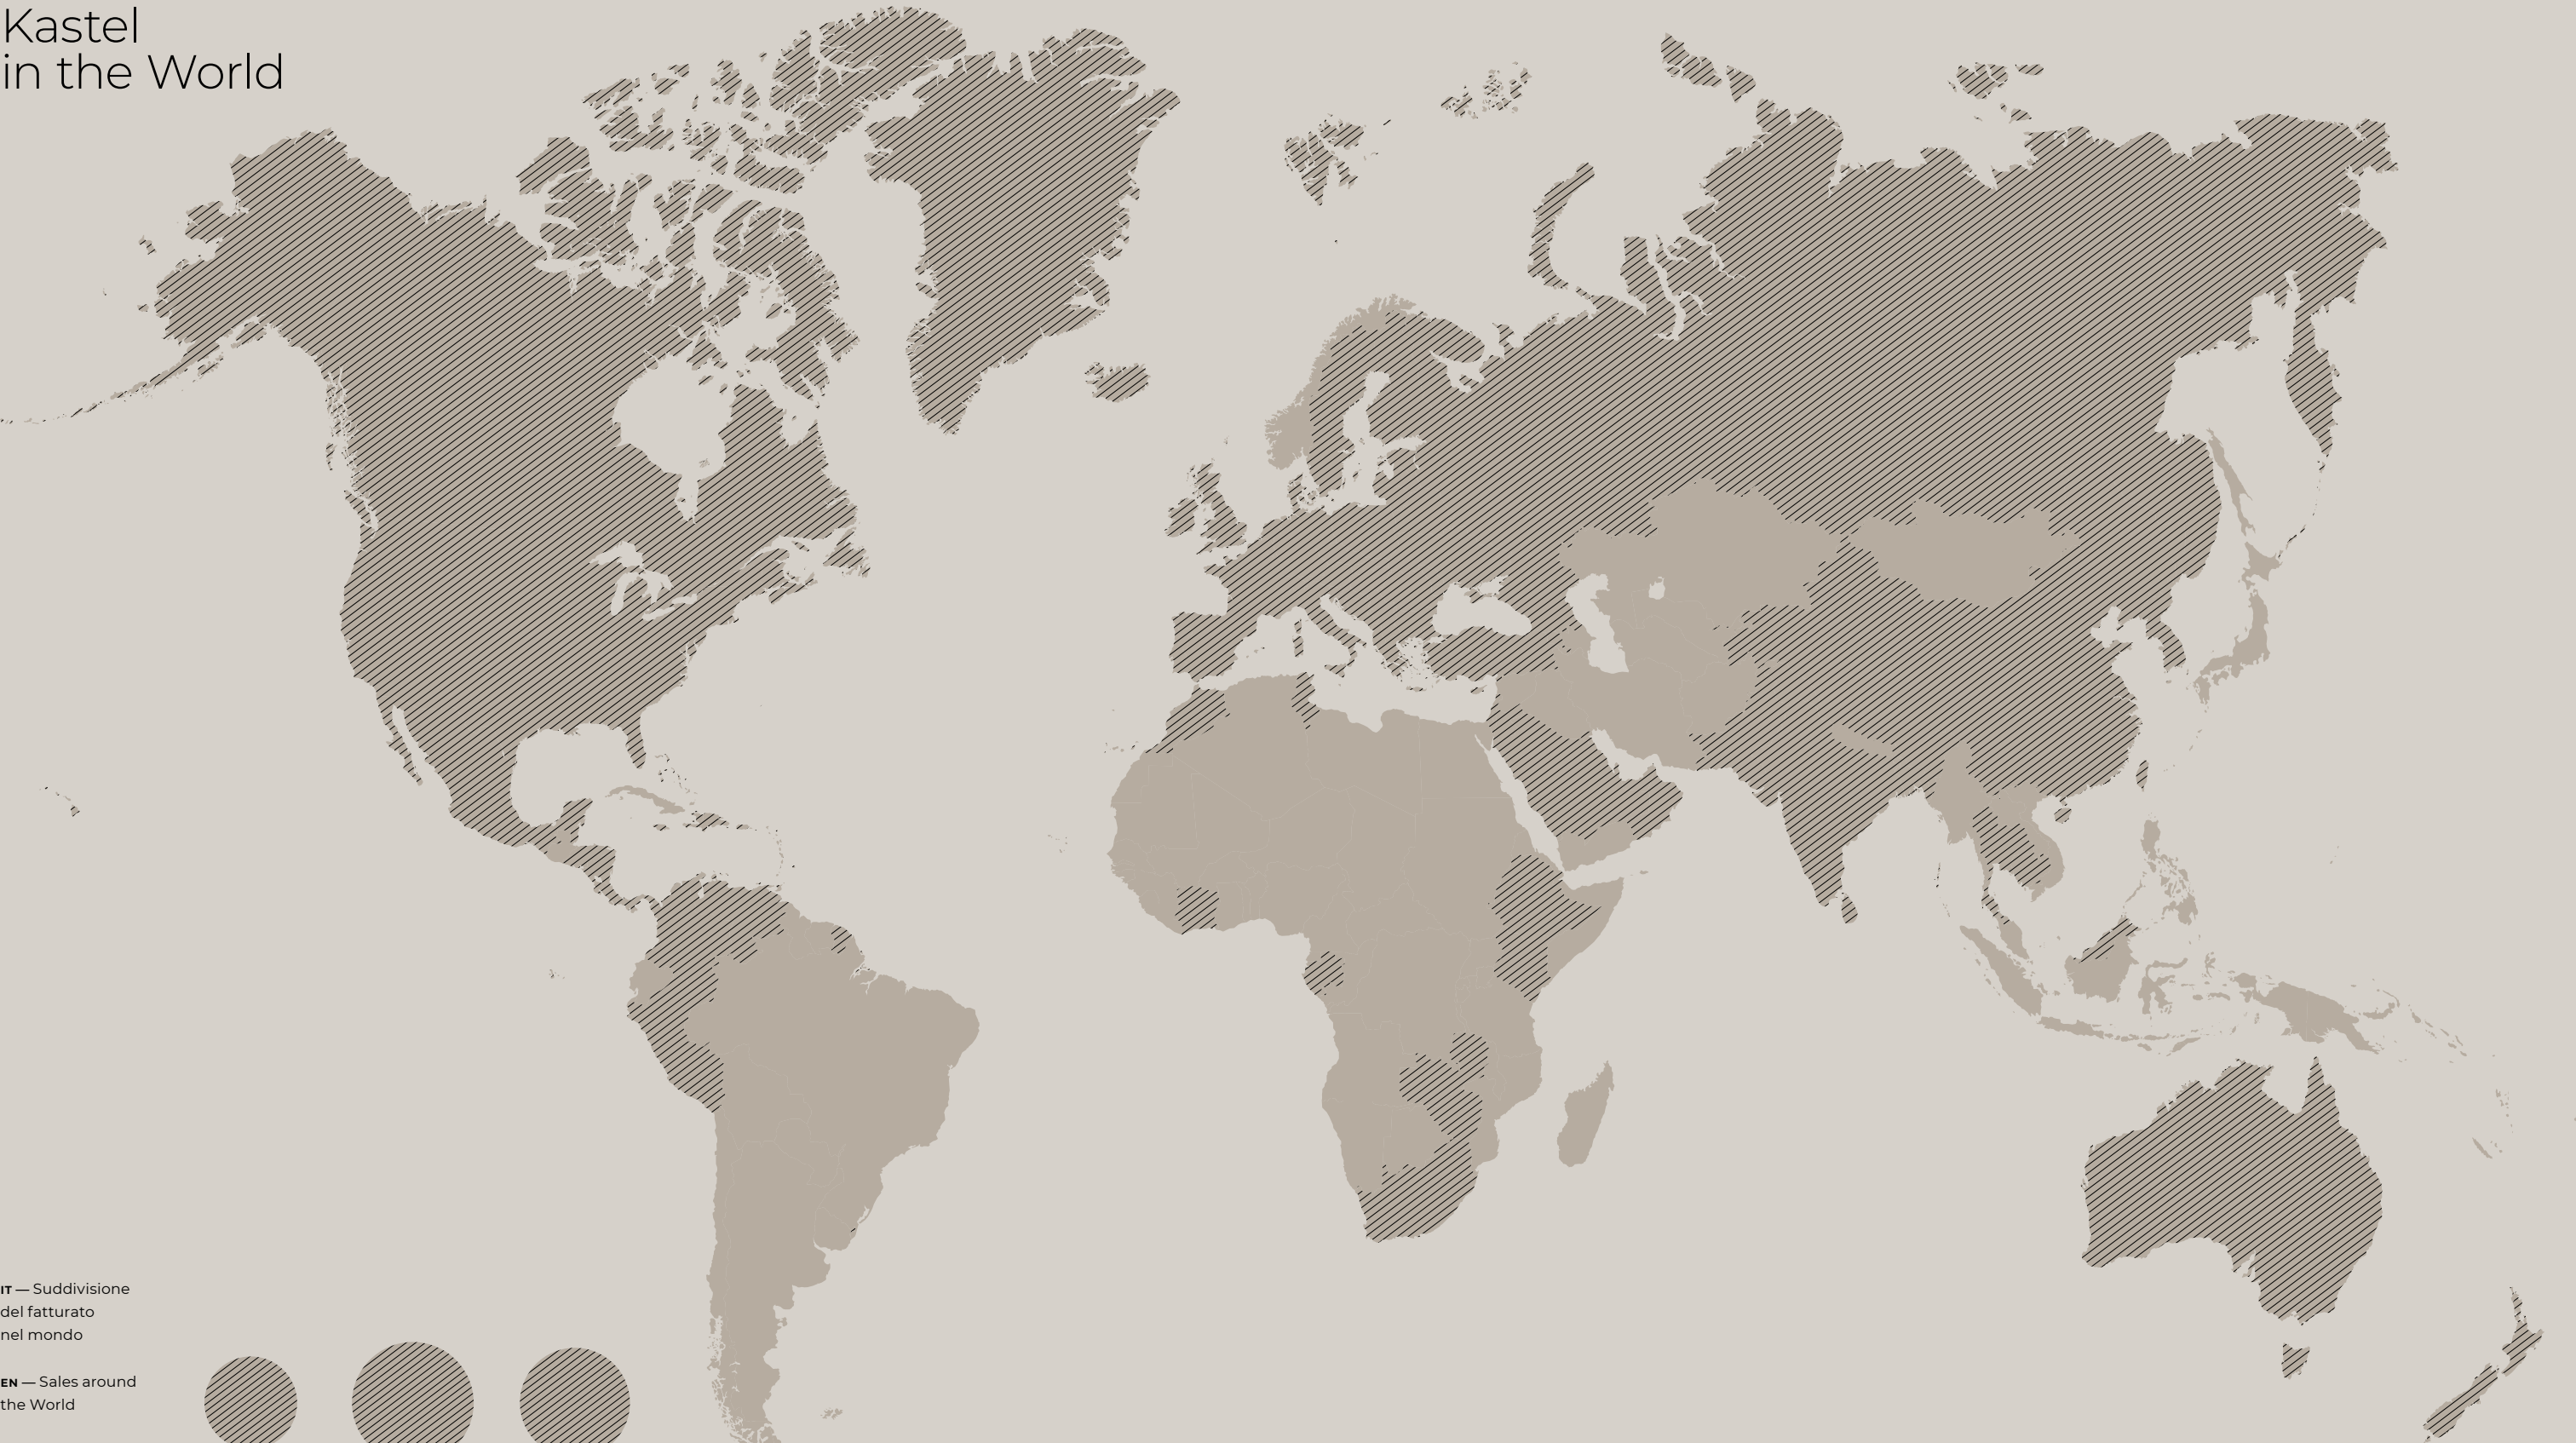 Kastel
in the World
IT — Suddivisione
del fatturato
nel mondo
EN — Sales around
the World